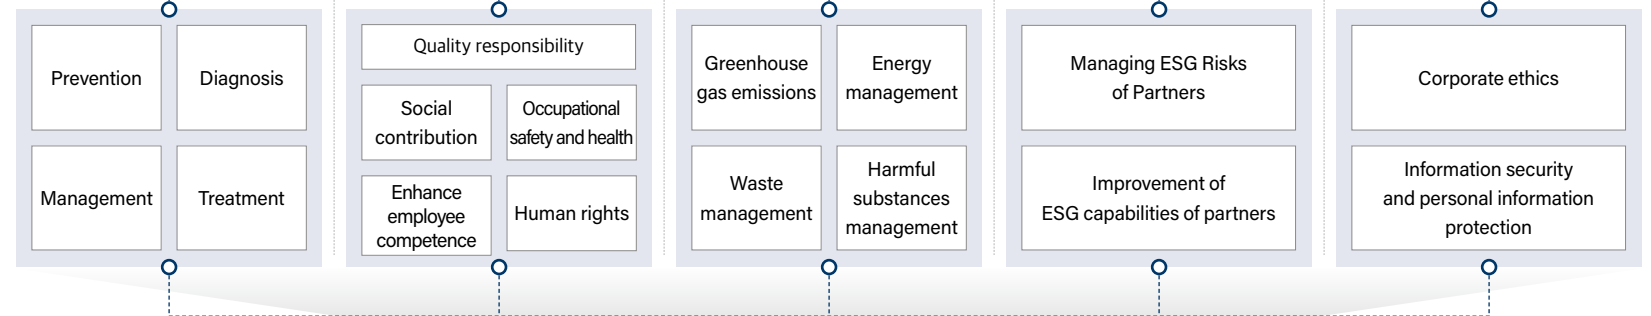 Prevention
Diagnosis
Management
Treatment
Quality responsibility
Social
contribution
Occupational
safety and health
Enhance
employee
competence
Human rights
Greenhouse
gas emissions
Energy
management
Waste
management
Harmful
substances
management
Managing ESG Risks
of Partners
Improvement of
ESG capabilities of partners
Corporate ethics
Information security
and personal information
protection